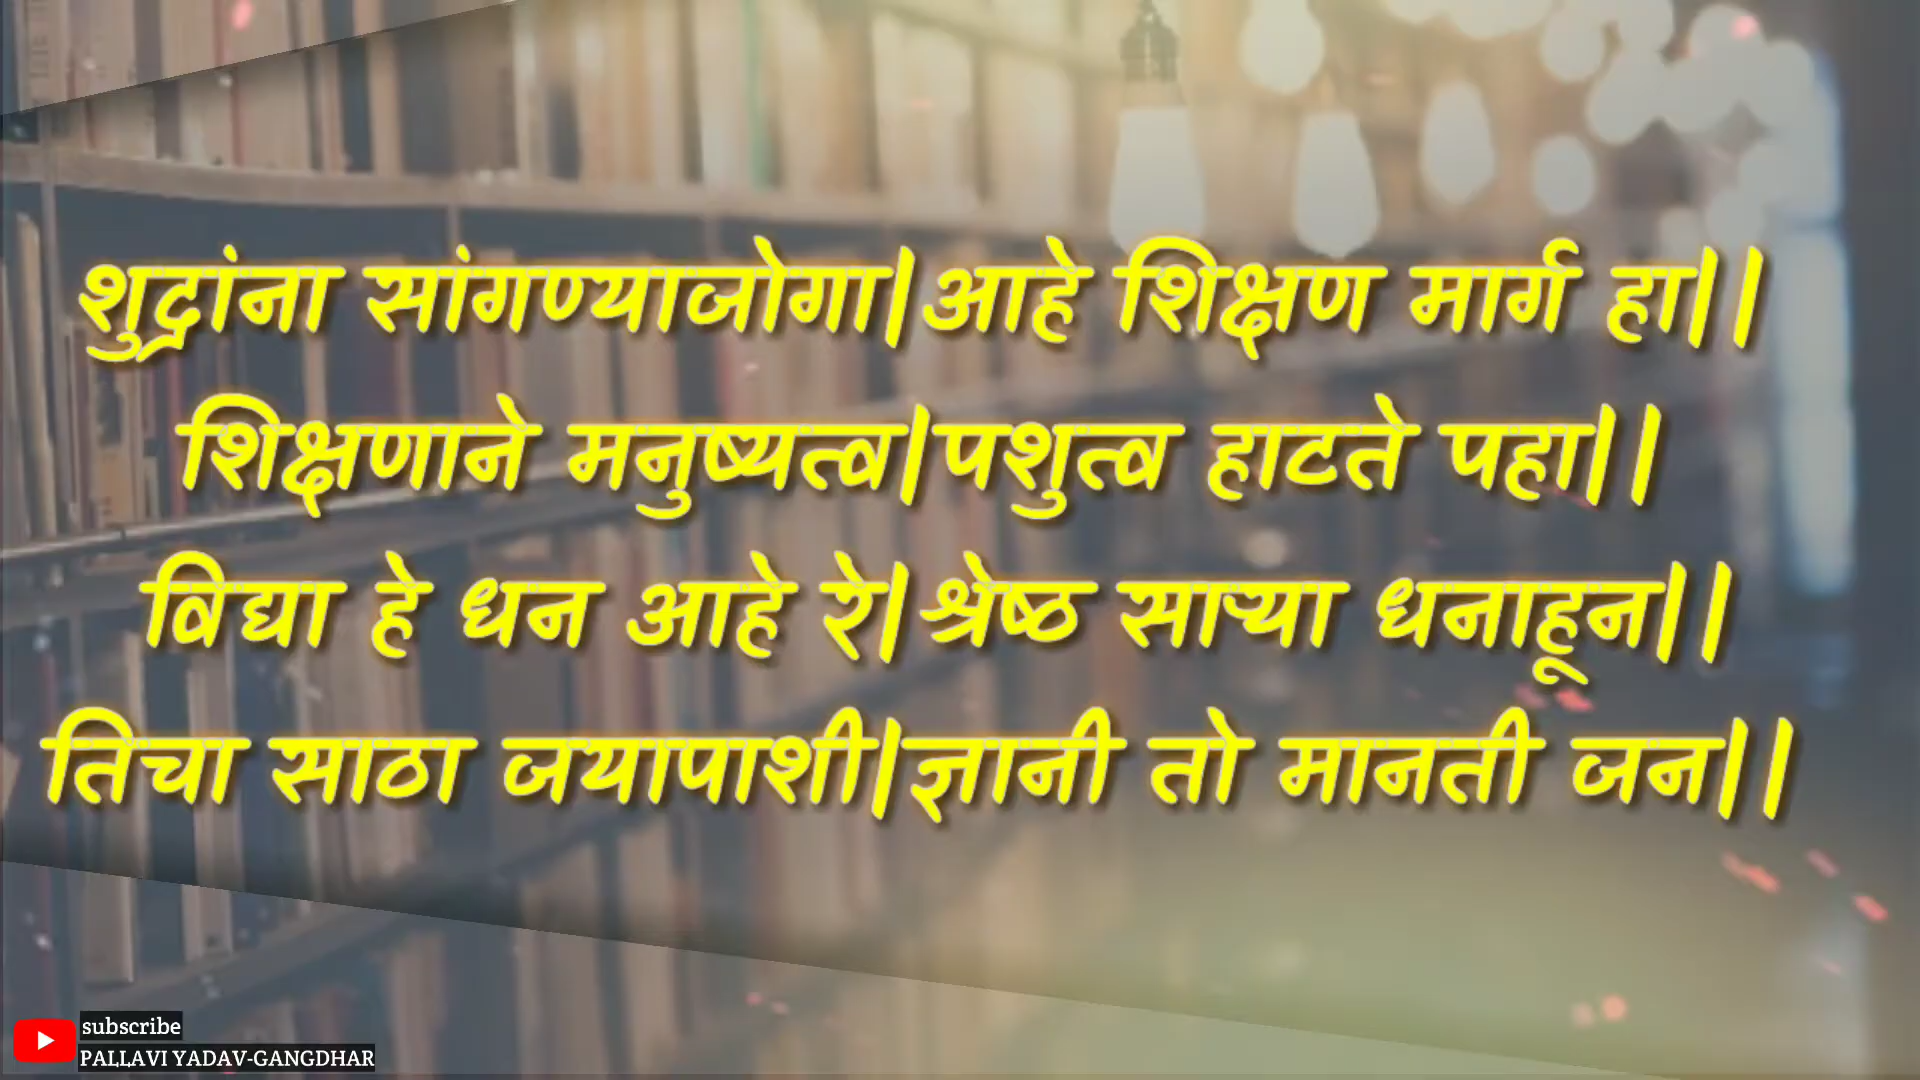 शुद्रांना सांगण्याजोगा|आहे शिक्षण मार्ग हा||
शिक्षणाने मनुष्यत्व|पशुत्व हाटते पहा||
विद्या हे धन आहे रे|श्रेष्ठ साऱ्या धनाहून||
तिचा साठा जयापाशी|ज्ञानी तो मानती जन||
subscribe
PALLAVI YADAV-GANGDHAR